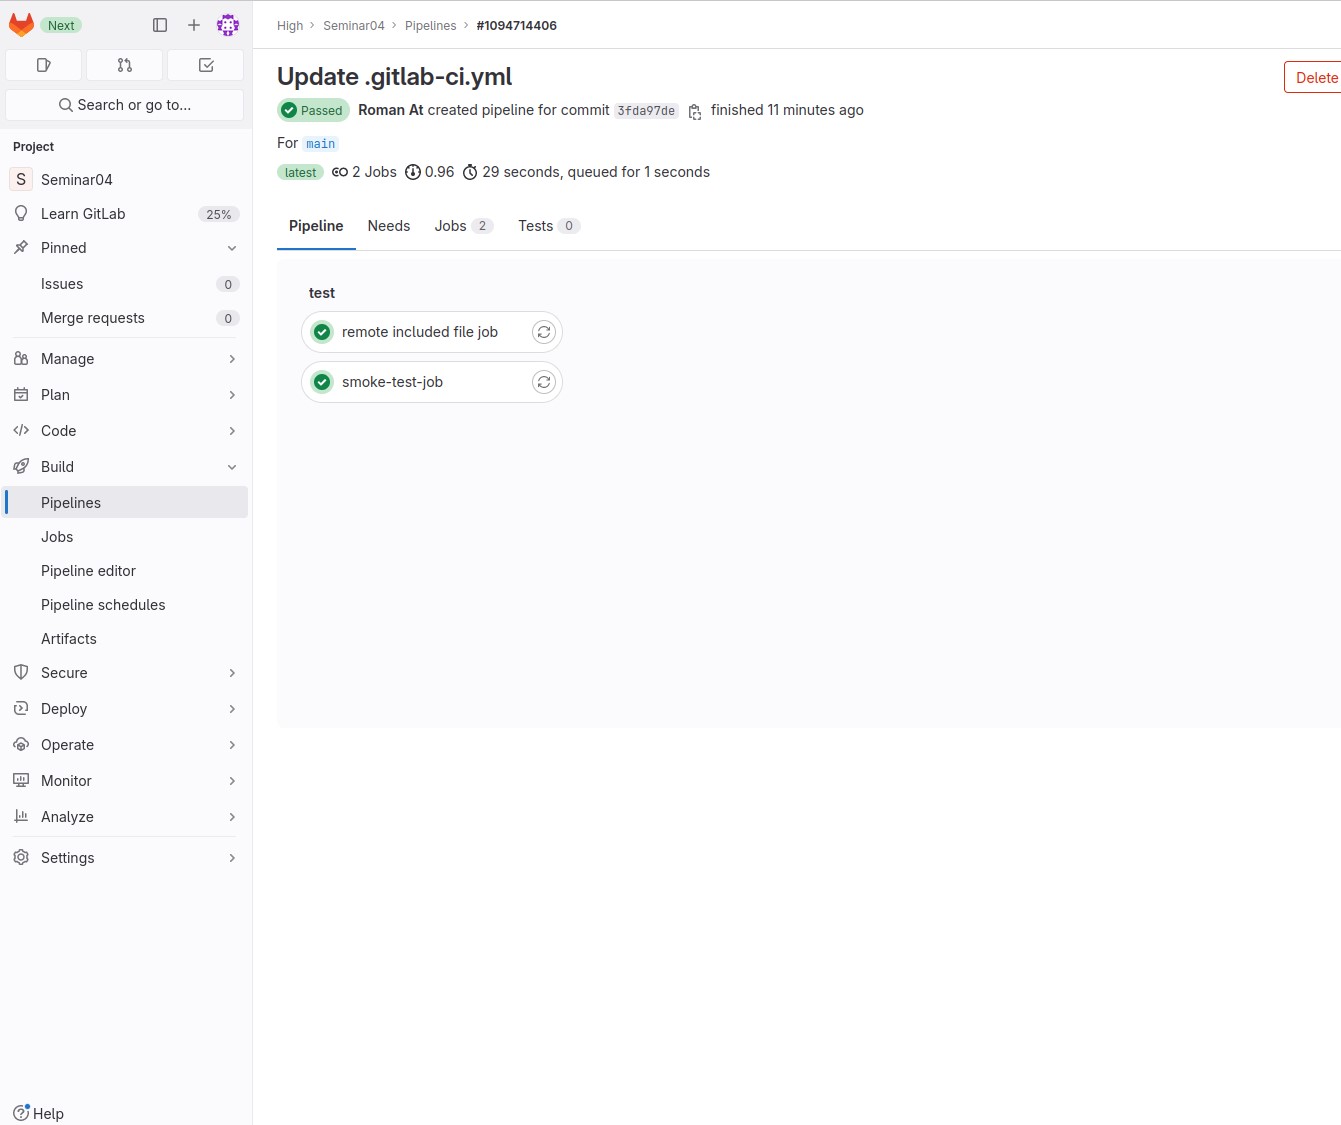 Next
Search or go to...
Project
S Seminar04
Learn GitLab 25%
Pinned
Issues 0
Merge requests 0
Manage
Plan
Code
Build
Pipelines
Jobs
Pipeline editor
Pipeline schedules
Artifacts
Secure
Deploy
Operate
Monitor
Analyze
Settings
Help
High > Seminar04 > Pipelines > #1094714406
Update .gitlab-ci.yml
Delete
Passed Roman At created pipeline for commit 3fda97de finished 11 minutes ago
For main
latest 2 Jobs 0.96 29 seconds, queued for 1 seconds
Pipeline Needs Jobs 2 Tests 0
test
remote included file job
smoke-test-job